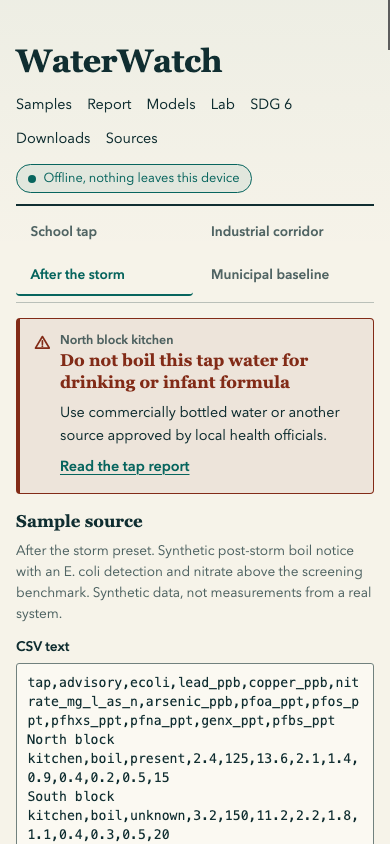 WaterWatch
Samples Report Models Lab SDG 6
Downloads Sources
Offline, nothing leaves this device
School tap Industrial corridor
After the storm Municipal baseline
North block kitchen
Do not boil this tap water for
drinking or infant formula
Use commercially bottled water or another
source approved by local health officials.
Read the tap report
Sample source
After the storm preset. Synthetic post-storm boil notice
with an E. coli detection and nitrate above the screening
benchmark. Synthetic data, not measurements from a real
system.
CSV text
tap,advisory,ecoli,lead_ppb,copper_ppb,nit
rate_mg_l_as_n,arsenic_ppb,pfoa_ppt,pfos_p
pt,pfhxs_ppt,pfna_ppt,genx_ppt,pfbs_ppt
North block
kitchen,boil,present,2.4,125,13.6,2.1,1.4,
0.9,0.4,0.2,0.5,15
South block
kitchen,boil,unknown,3.2,150,11.2,2.2,1.8,
1.1,0.4,0.3,0.5,20